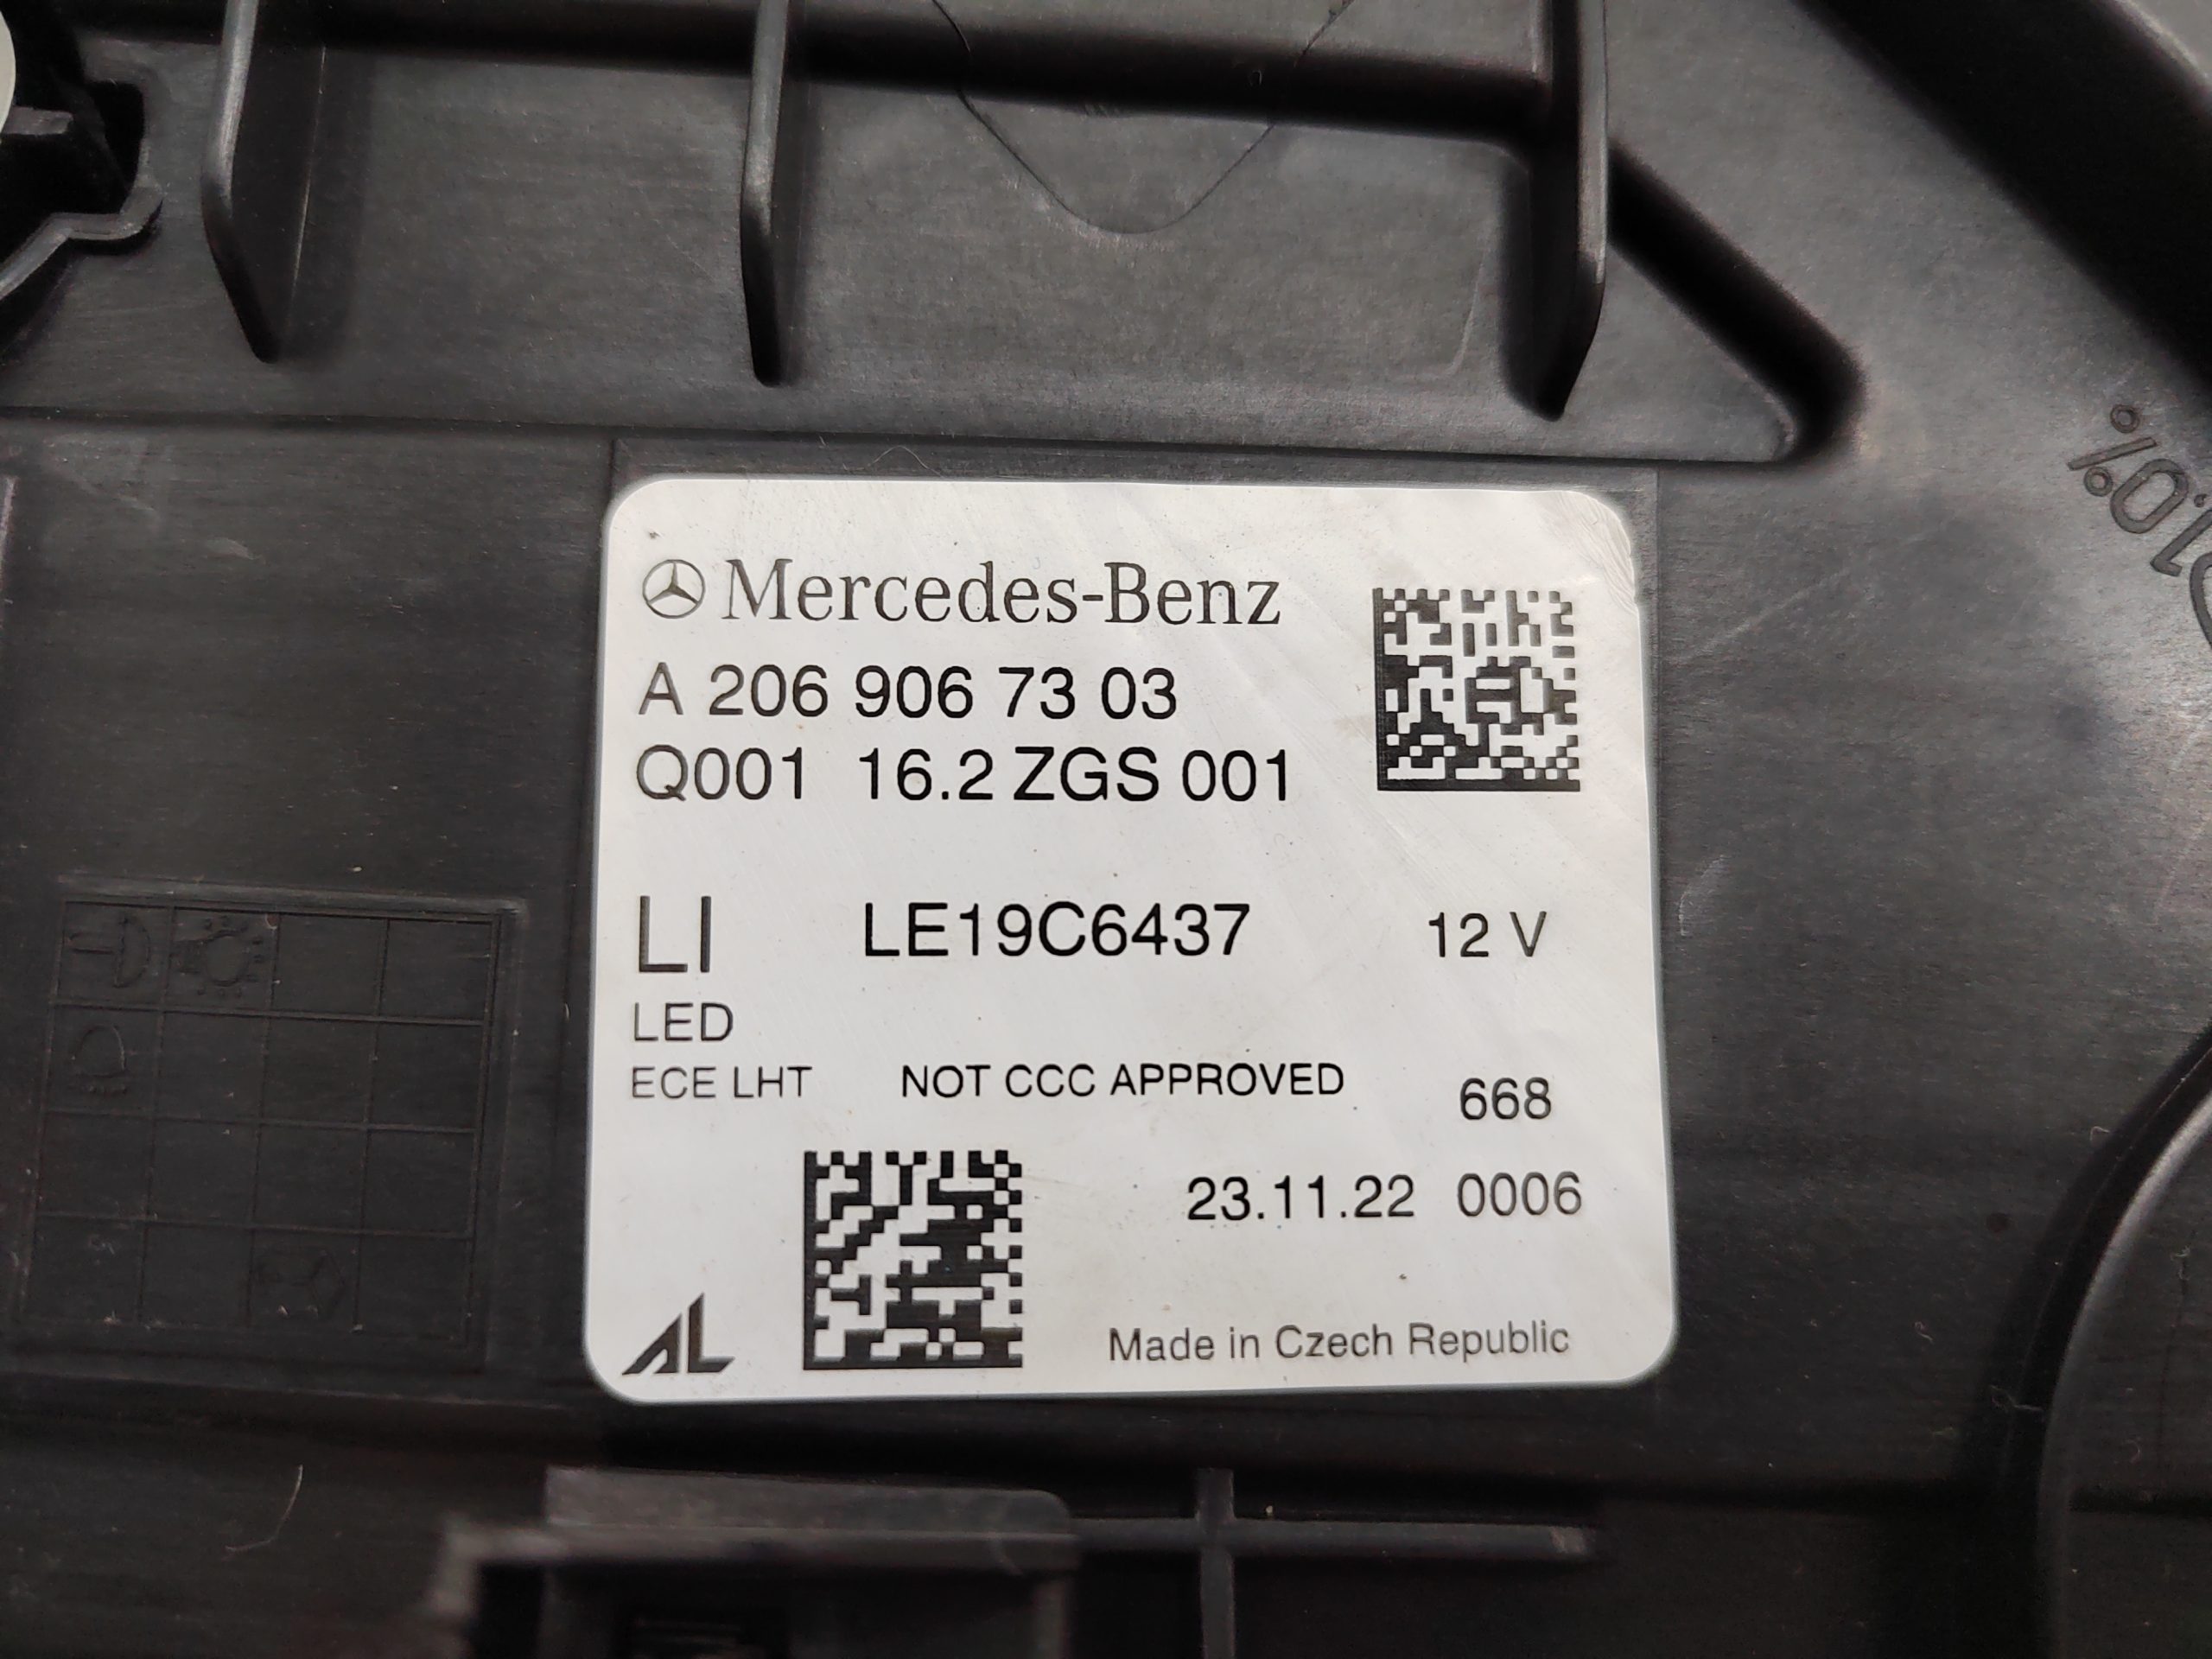 Mercedes-Benz
A 206 906 73 03
Q001 16.2 ZGS 001
LI LE19C6437 12 V
LED
ECE LHT NOT CCC APPROVED 668
23.11.22 0006
AL
Made in Czech Republic